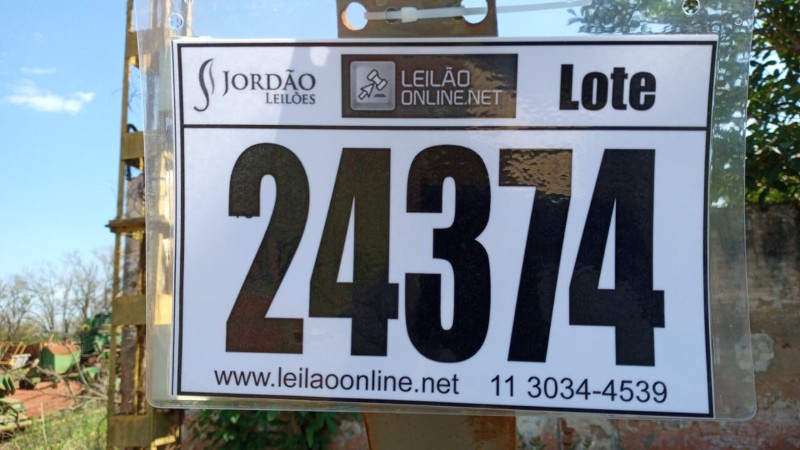 JORDÃO
LEILÕES
LEILÃO
ONLINE.NET
Lote
24374
www.leilaoonline.net 11 3034-4539